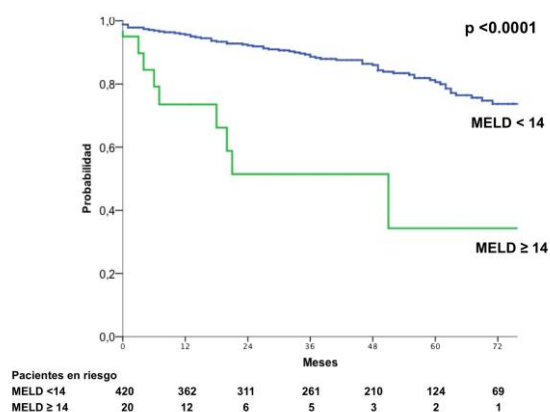 p <0.0001
1,0
0,8
0,6
0,4
0,2
0,0
Probabilidad
MELD < 14
MELD ≥ 14
0 12 24 36 48 60 72
Meses
Pacientes en riesgo
MELD <14 420 362 311 261 210 124 69
MELD ≥ 14 20 12 6 5 3 2 1